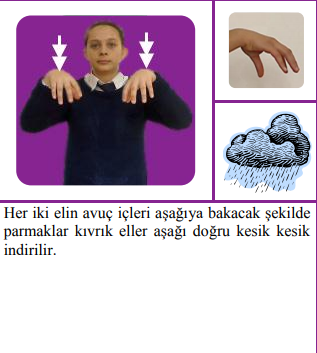 Her iki elin avuç içleri aşağıya bakacak şekilde
parmaklar kıvrık eller aşağı doğru kesik kesik
indirilir.